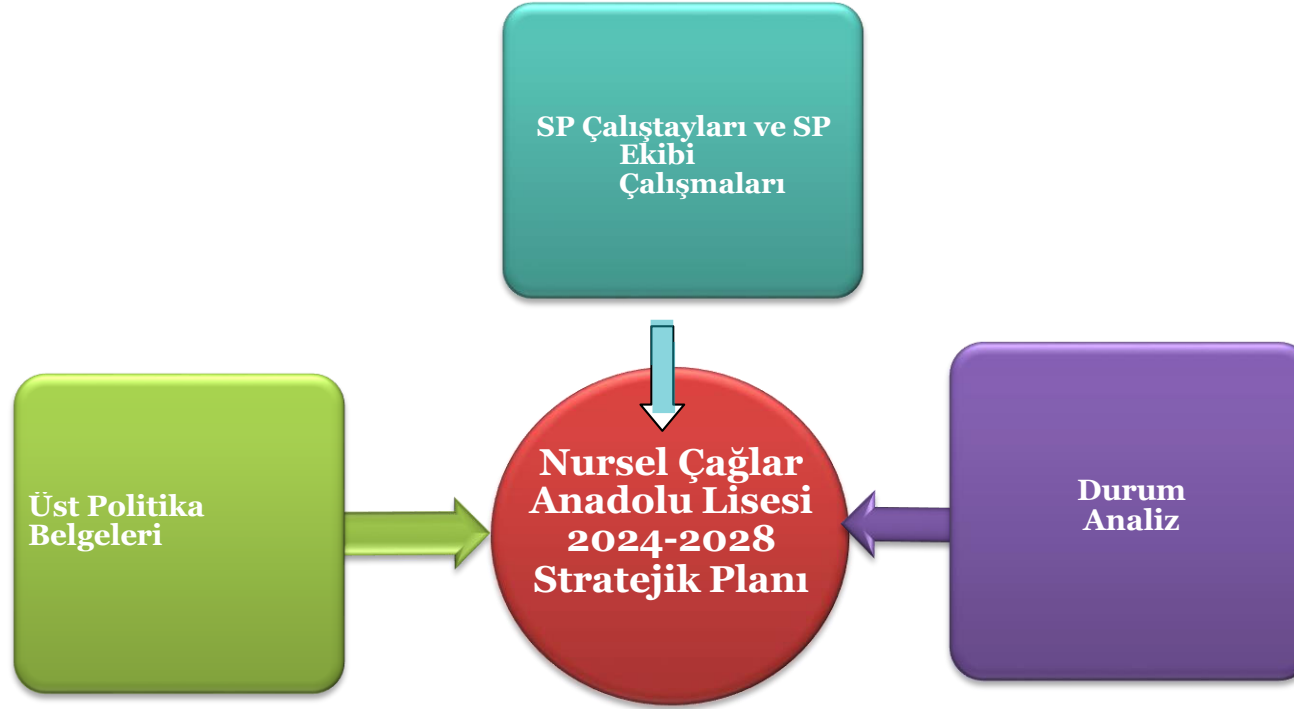 SP Çalıştayları ve SP
Ekibi
Çalışmaları
Üst Politika
Belgeleri
Nursel Çağlar
Anadolu Lisesi
2024-2028
Stratejik Planı
Durum
Analiz